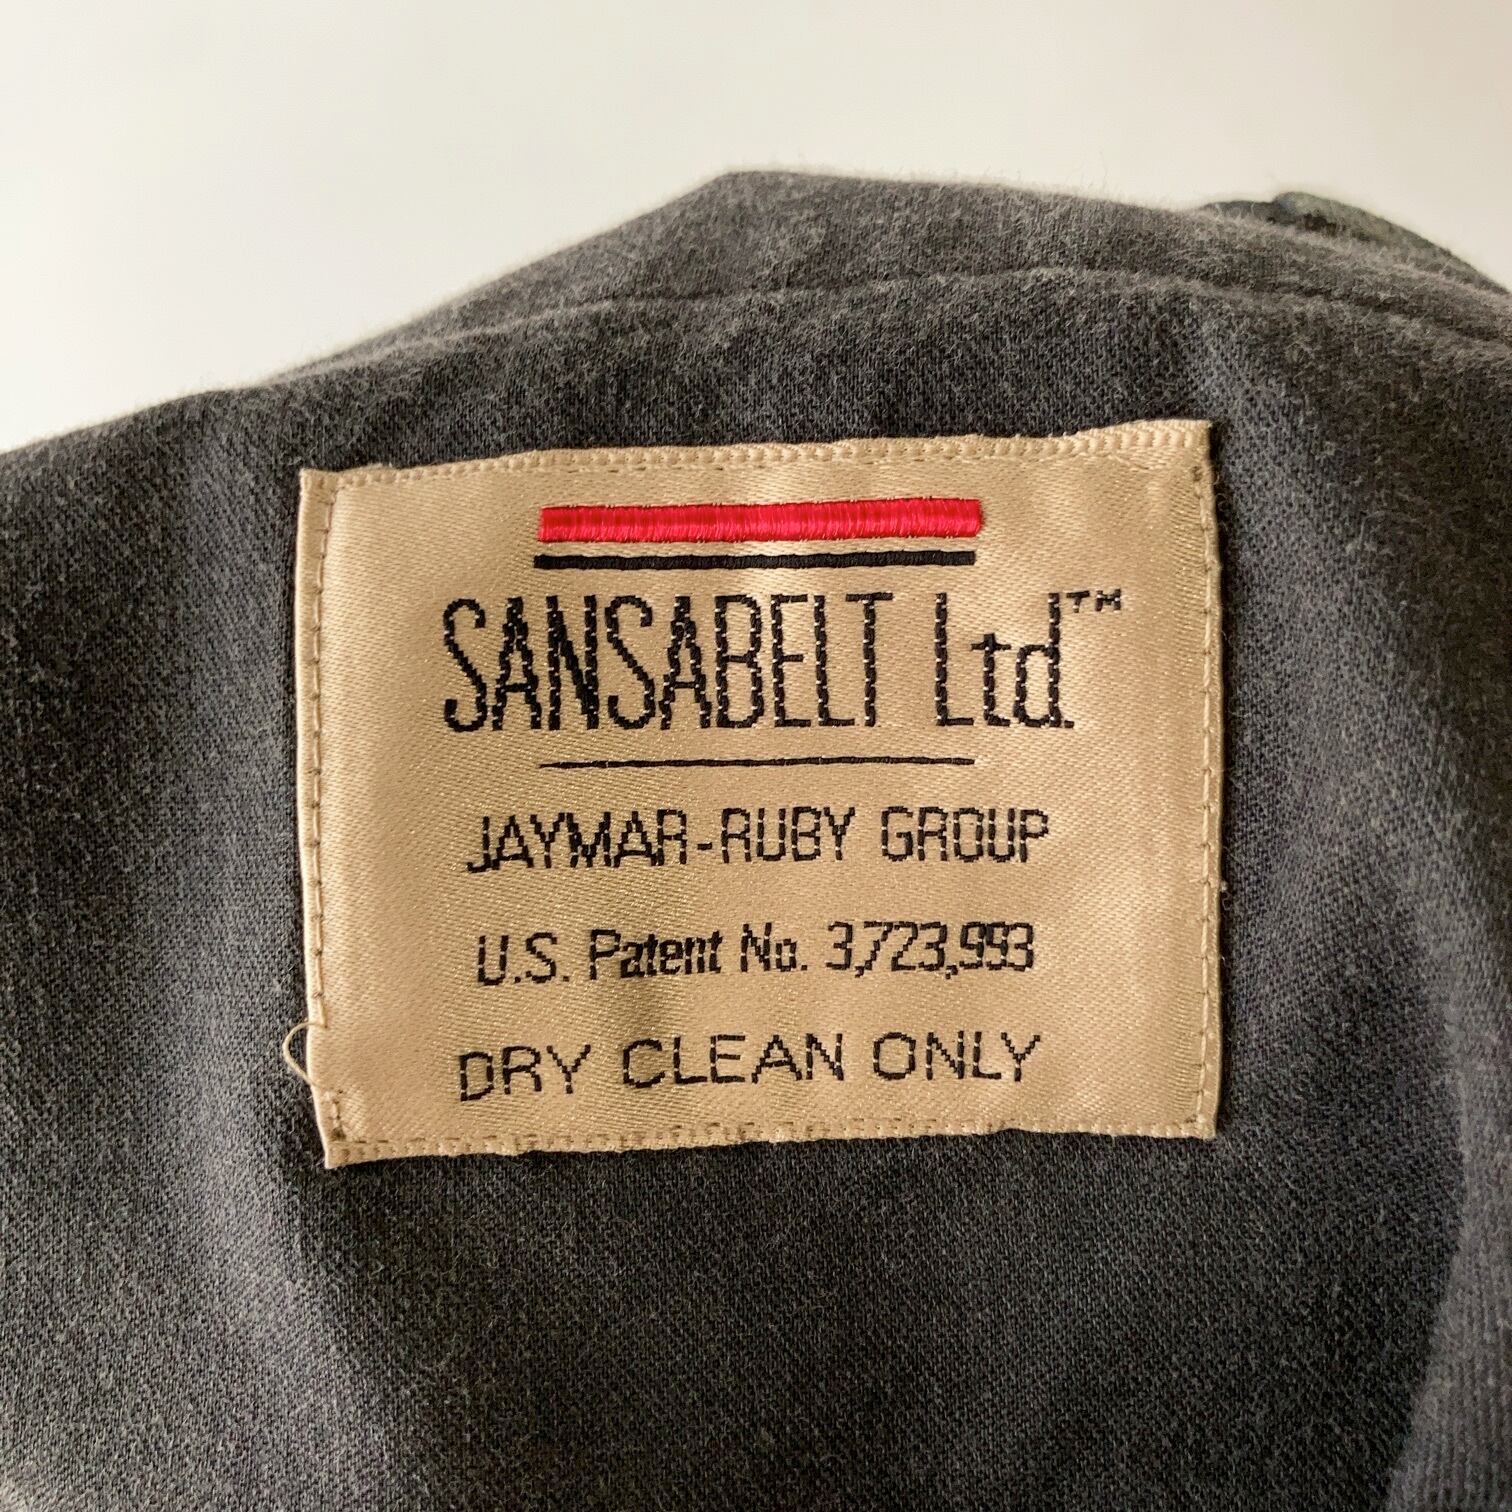 SANSABELT Ltd.™
JAYMAR-RUBY GROUP
U.S. Patent No. 3,723,993
DRY CLEAN ONLY